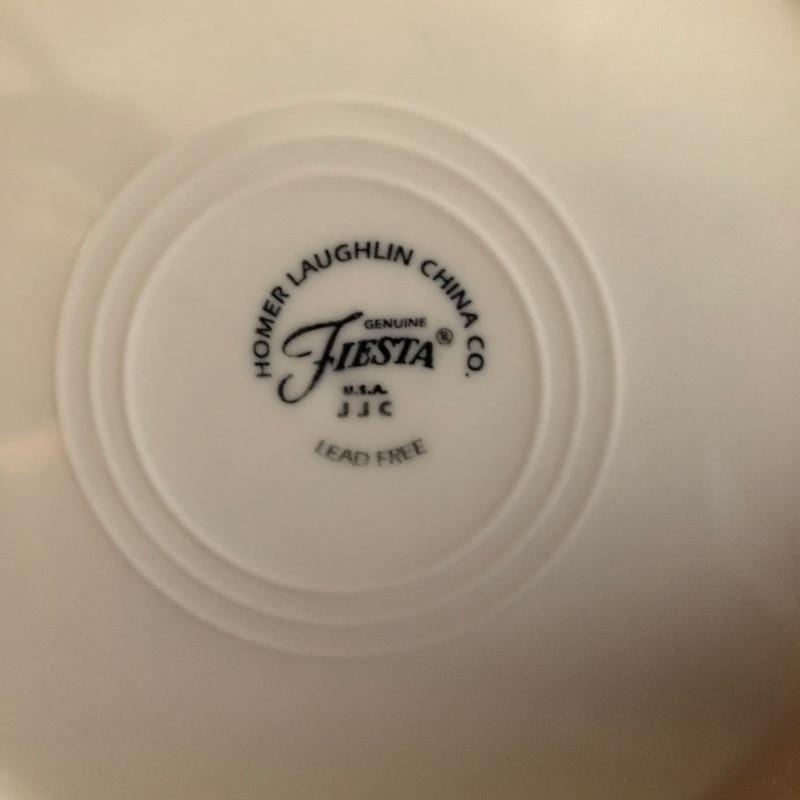 HOMER LAUGHLIN CHINA CO.
GENUINE
FIESTA®
U.S.A.
JJC
LEAD FREE